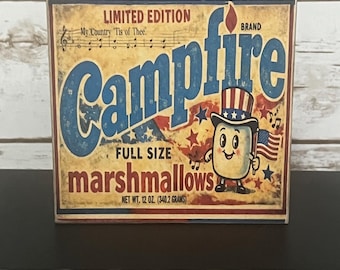 LIMITED EDITION
My Country 'Tis of Thee
BRAND
Campfire
FULL SIZE
marshmallows
NET WT. 12 OZ. (340.2 GRAMS)